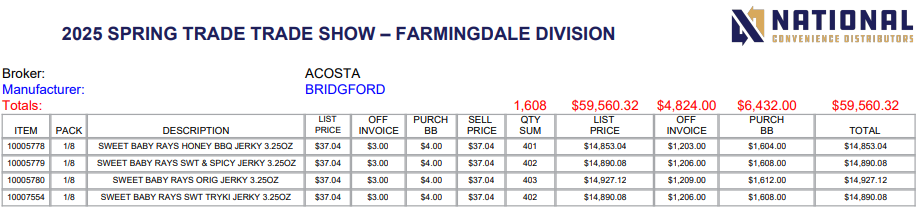 NATIONAL
CONVENIENCE DISTRIBUTORS
2025 SPRING TRADE TRADE SHOW – FARMINGDALE DIVISION
Broker: ACOSTA
Manufacturer: BRIDGFORD
Totals: 1,608 $59,560.32 $4,824.00 $6,432.00 $59,560.32
ITEM PACK DESCRIPTION LIST PRICE OFF INVOICE PURCH BB SELL PRICE QTY SUM LIST PRICE OFF INVOICE PURCH BB TOTAL
10005778 1/8 SWEET BABY RAYS HONEY BBQ JERKY 3.25OZ $37.04 $3.00 $4.00 $37.04 401 $14,853.04 $1,203.00 $1,604.00 $14,853.04
10005779 1/8 SWEET BABY RAYS SWT & SPICY JERKY 3.25OZ $37.04 $3.00 $4.00 $37.04 402 $14,890.08 $1,206.00 $1,608.00 $14,890.08
10005780 1/8 SWEET BABY RAYS ORIG JERKY 3.25OZ $37.04 $3.00 $4.00 $37.04 403 $14,927.12 $1,209.00 $1,612.00 $14,927.12
10007554 1/8 SWEET BABY RAYS SWT TRYKI JERKY 3.25OZ $37.04 $3.00 $4.00 $37.04 402 $14,890.08 $1,206.00 $1,608.00 $14,890.08